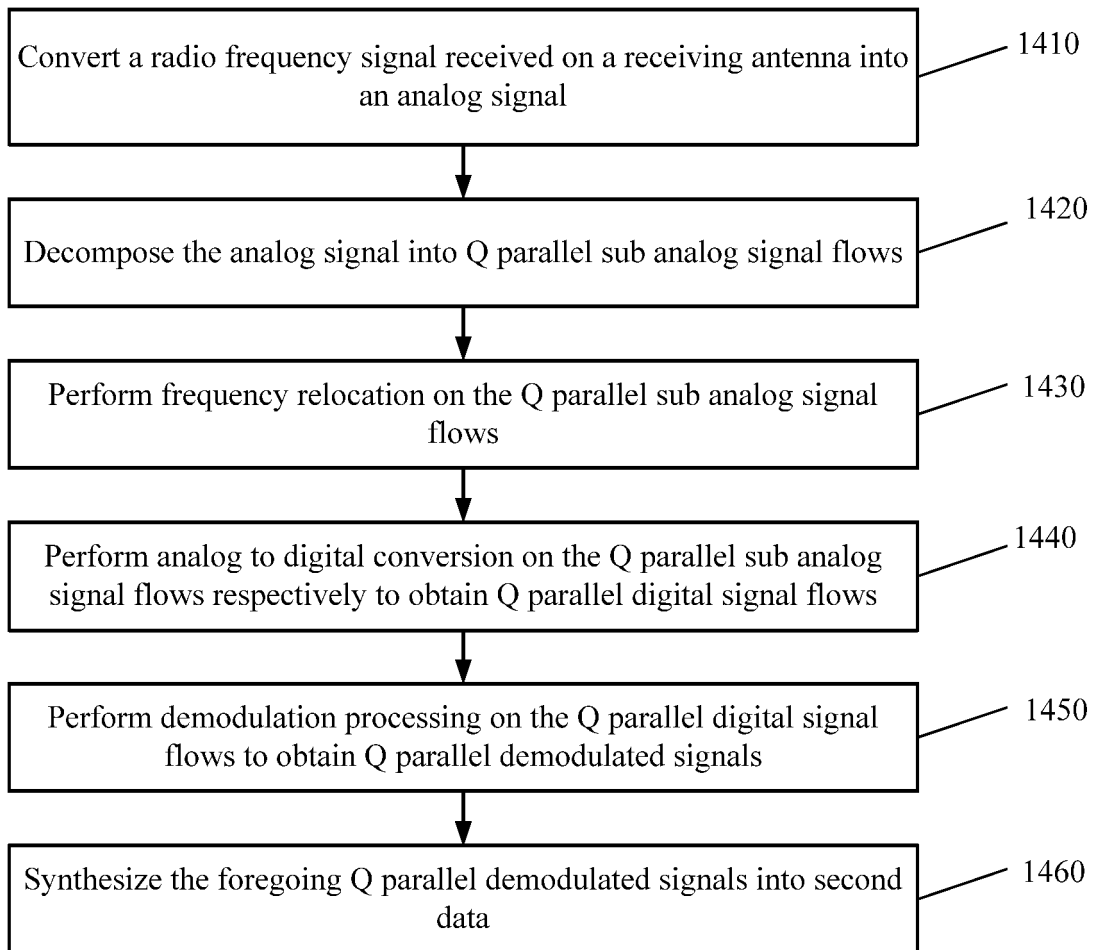 Convert a radio frequency signal received on a receiving antenna into
an analog signal
1410
Decompose the analog signal into Q parallel sub analog signal flows
1420
Perform frequency relocation on the Q parallel sub analog signal
flows
1430
Perform analog to digital conversion on the Q parallel sub analog
signal flows respectively to obtain Q parallel digital signal flows
1440
Perform demodulation processing on the Q parallel digital signal
flows to obtain Q parallel demodulated signals
1450
Synthesize the foregoing Q parallel demodulated signals into second
data
1460